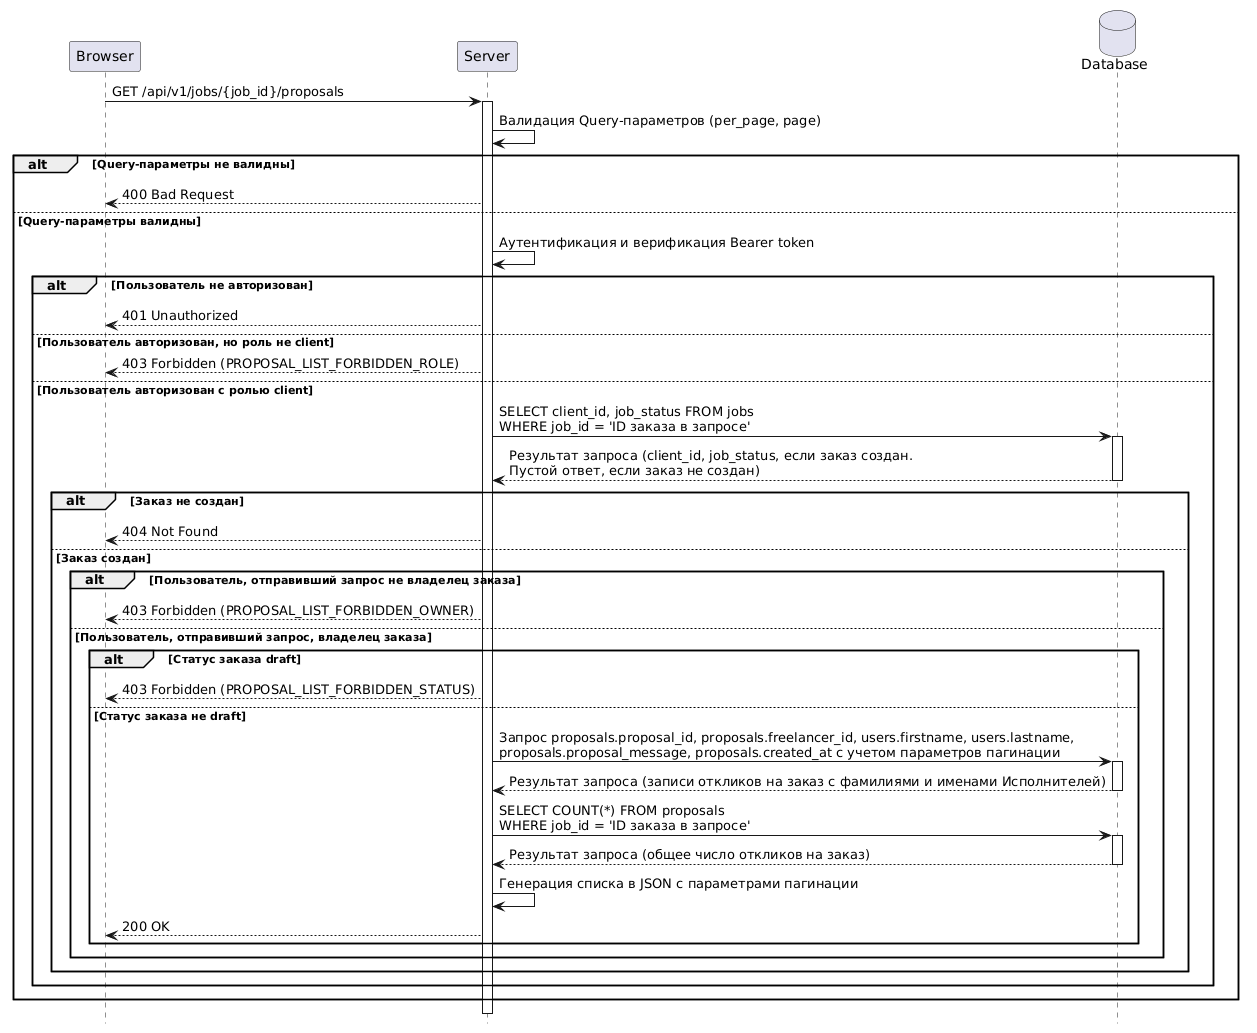 Browser
Server
Database
GET /api/v1/jobs/{job_id}/proposals
Валидация Query-параметров (per_page, page)
alt [Query-параметры не валидны]
400 Bad Request
[Query-параметры валидны]
Аутентификация и верификация Bearer token
alt [Пользователь не авторизован]
401 Unauthorized
[Пользователь авторизован, но роль не client]
403 Forbidden (PROPOSAL_LIST_FORBIDDEN_ROLE)
[Пользователь авторизован с ролью client]
SELECT client_id, job_status FROM jobs
WHERE job_id = 'ID заказа в запросе'
Результат запроса (client_id, job_status, если заказ создан.
Пустой ответ, если заказ не создан)
alt [Заказ не создан]
404 Not Found
[Заказ создан]
alt [Пользователь, отправивший запрос не владелец заказа]
403 Forbidden (PROPOSAL_LIST_FORBIDDEN_OWNER)
[Пользователь, отправивший запрос, владелец заказа]
alt [Статус заказа draft]
403 Forbidden (PROPOSAL_LIST_FORBIDDEN_STATUS)
[Статус заказа не draft]
Запрос proposals.proposal_id, proposals.freelancer_id, users.firstname, users.lastname,
proposals.proposal_message, proposals.created_at с учетом параметров пагинации
Результат запроса (записи откликов на заказ с фамилиями и именами Исполнителей)
SELECT COUNT(*) FROM proposals
WHERE job_id = 'ID заказа в запросе'
Результат запроса (общее число откликов на заказ)
Генерация списка в JSON с параметрами пагинации
200 OK